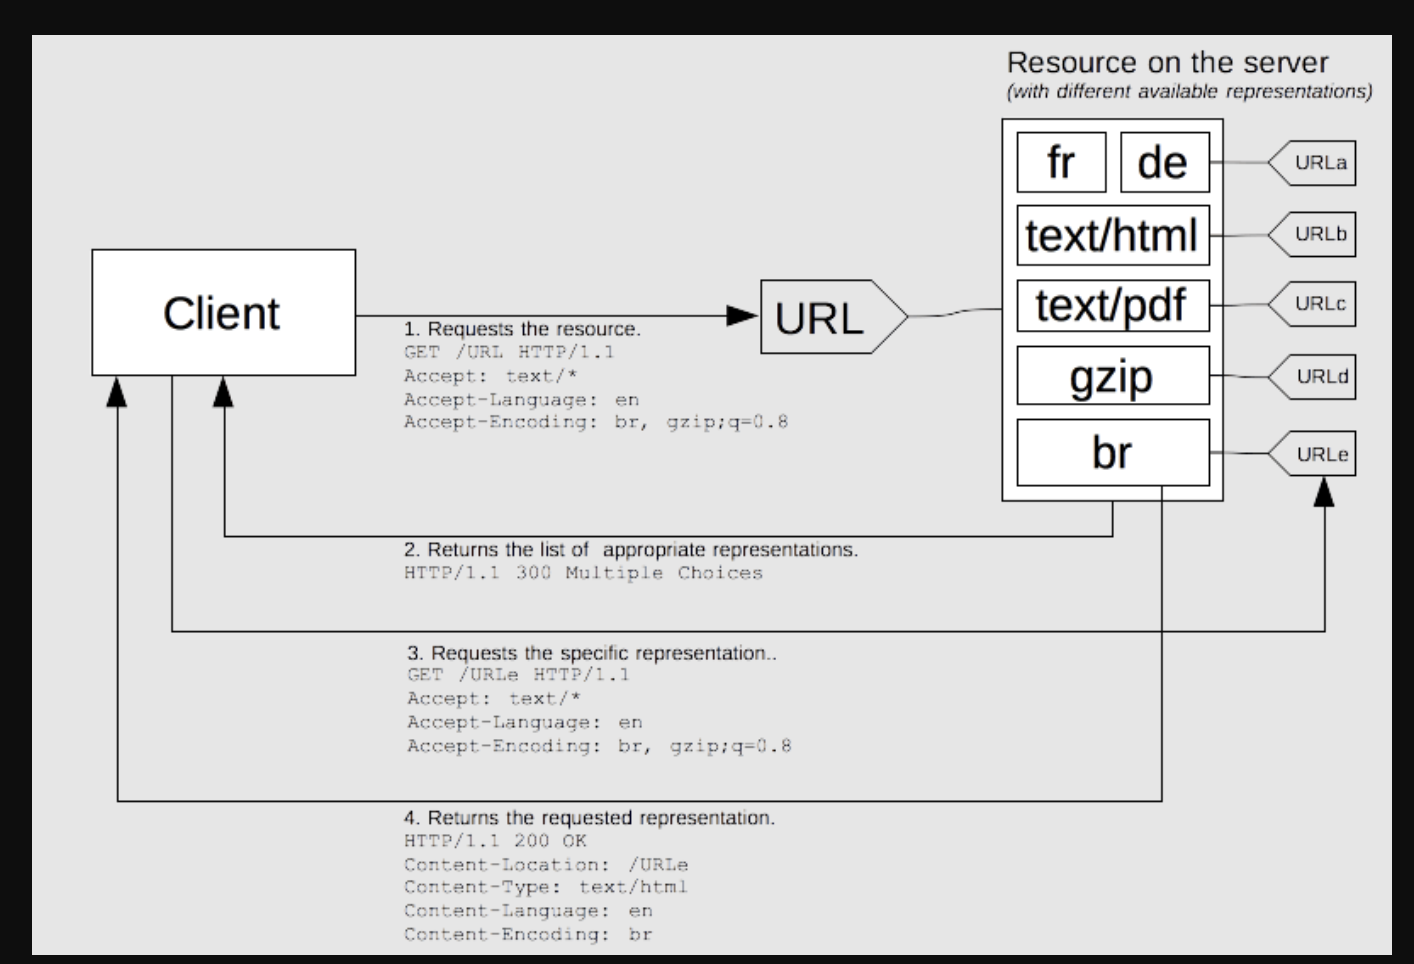 Resource on the server
(with different available representations)
fr
de
URLa
text/html
URLb
Client
URL
text/pdf
URLc
1. Requests the resource.
GET /URL HTTP/1.1
Accept: text/*
Accept-Language: en
Accept-Encoding: br, gzip;q=0.8
gzip
URLd
br
URLe
2. Returns the list of appropriate representations.
HTTP/1.1 300 Multiple Choices
3. Requests the specific representation..
GET /URLe HTTP/1.1
Accept: text/*
Accept-Language: en
Accept-Encoding: br, gzip;q=0.8
4. Returns the requested representation.
HTTP/1.1 200 OK
Content-Location: /URLe
Content-Type: text/html
Content-Language: en
Content-Encoding: br